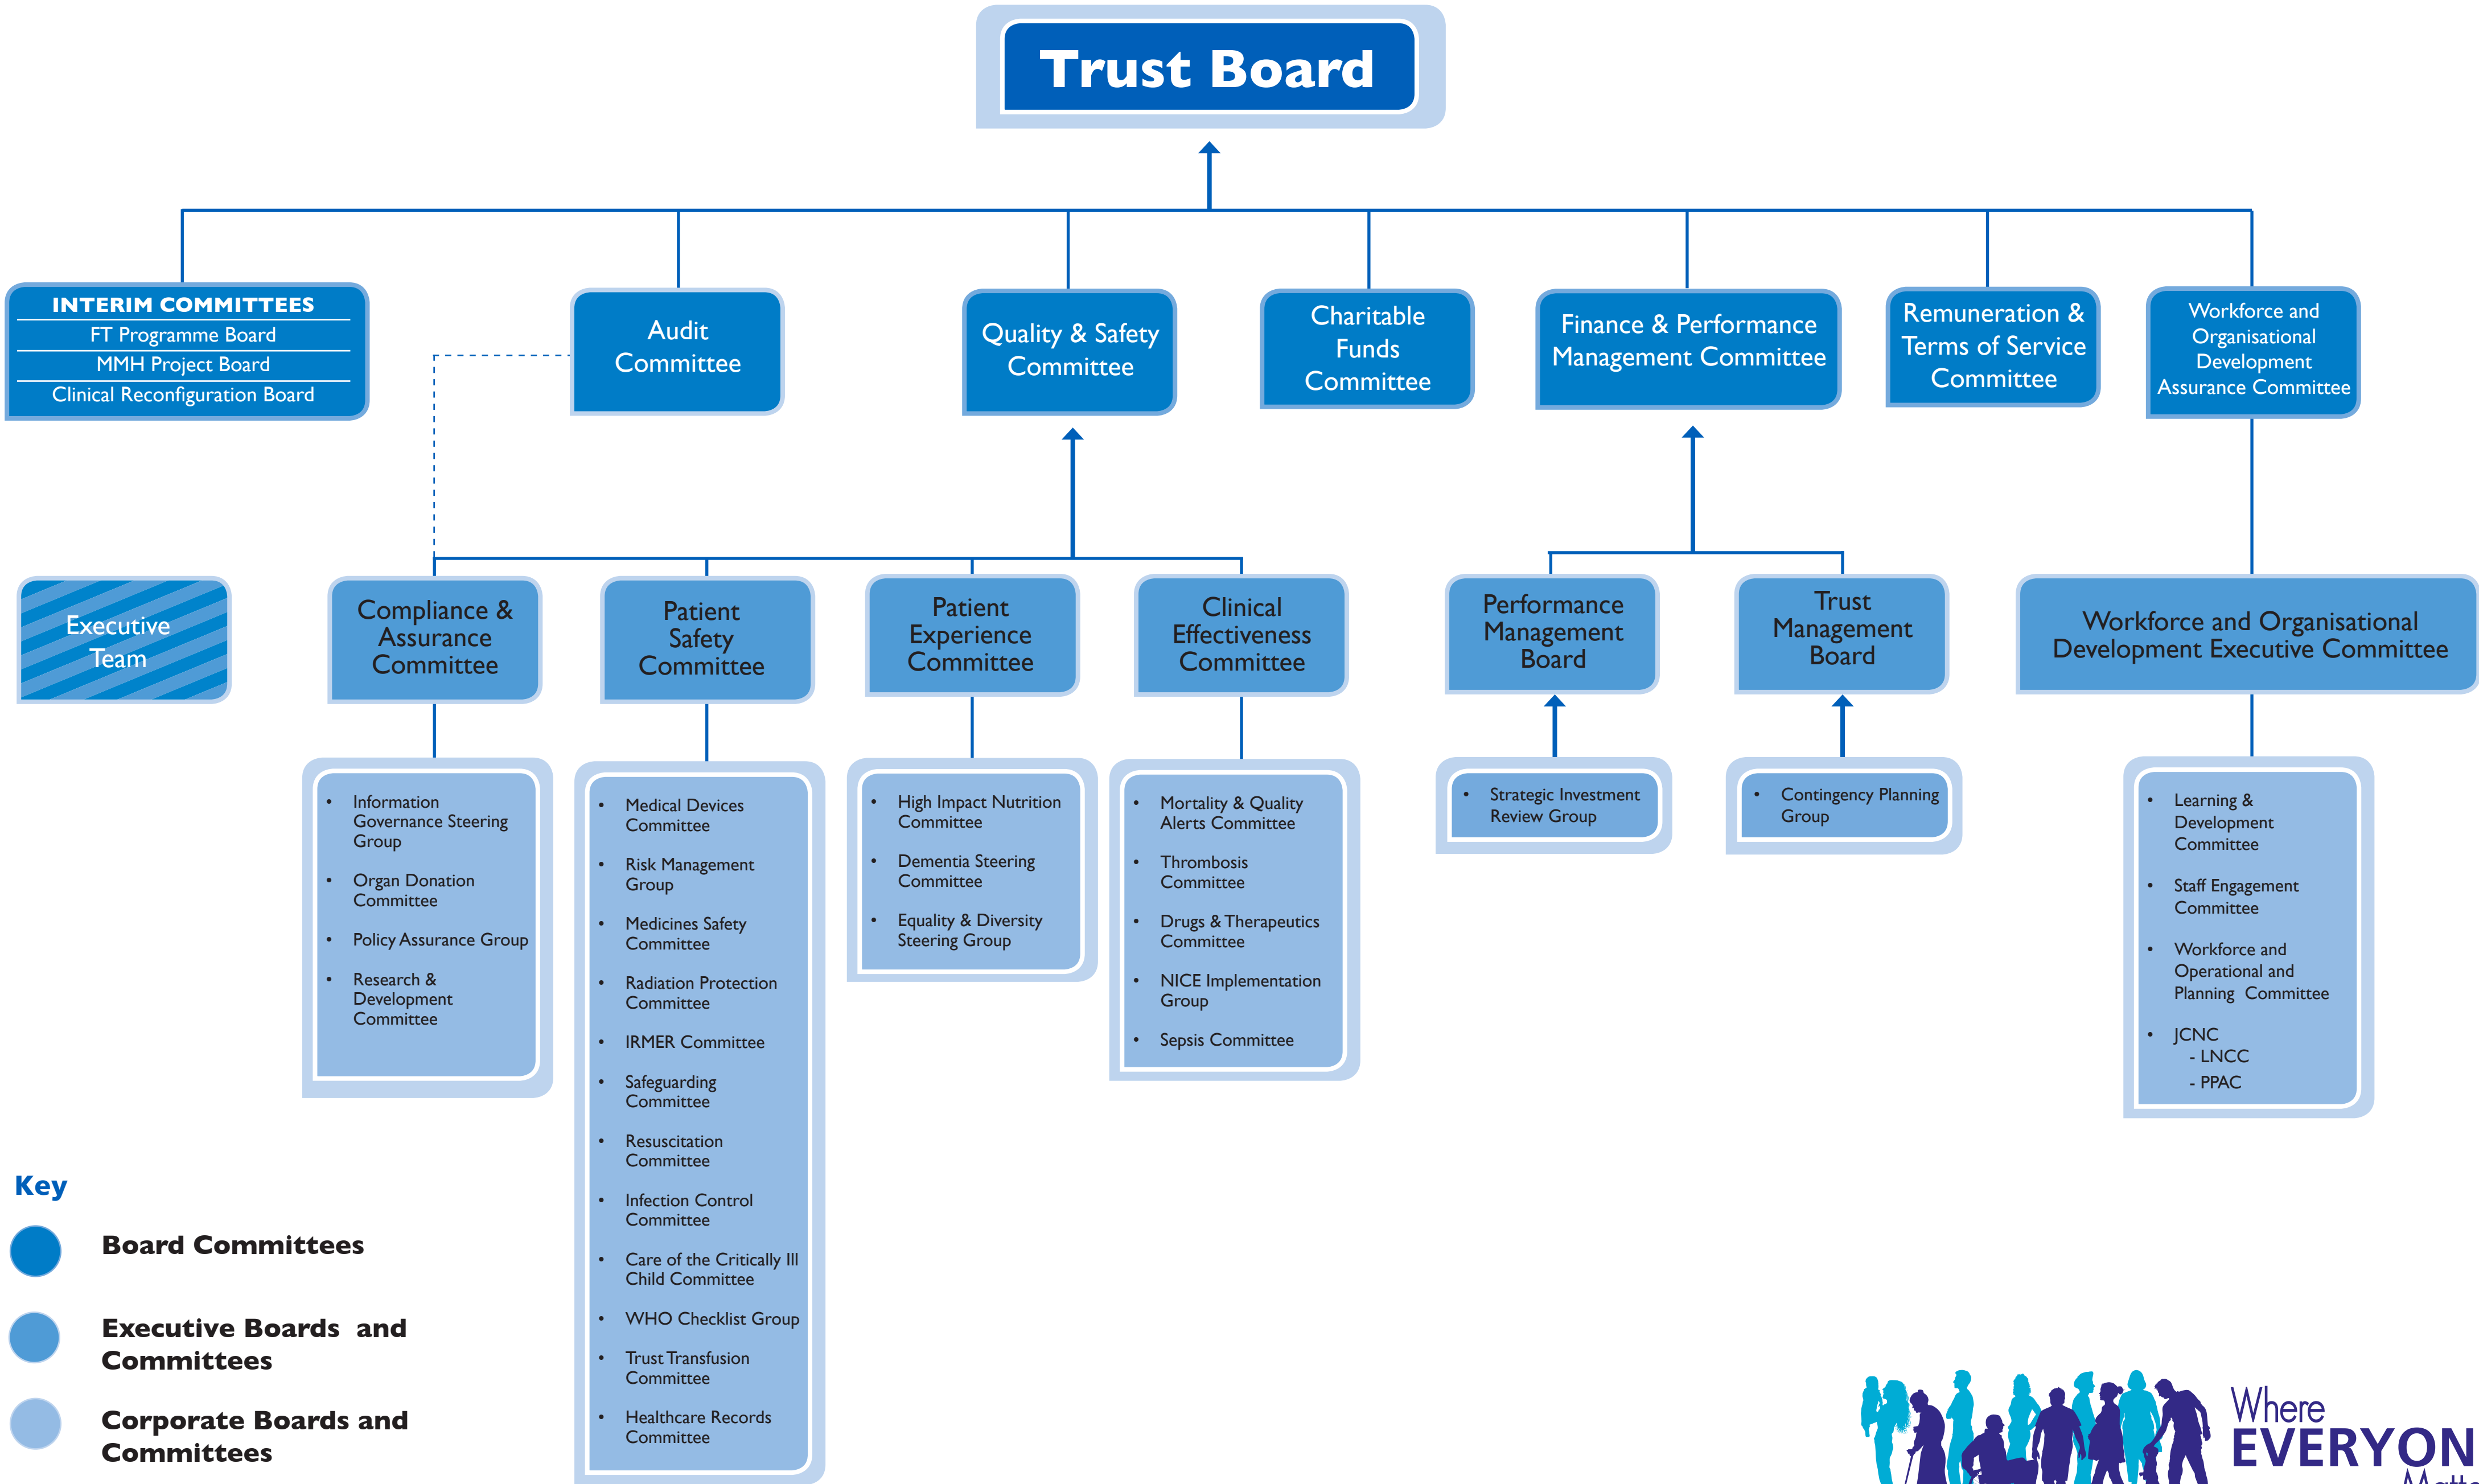 Trust Board
INTERIM COMMITTEES
FT Programme Board
MMH Project Board
Clinical Reconfiguration Board
Audit
Committee
Quality & Safety
Committee
Charitable
Funds
Committee
Finance & Performance
Management Committee
Remuneration &
Terms of Service
Committee
Workforce and
Organisational
Development
Assurance Committee
Executive
Team
Compliance &
Assurance
Committee
Patient
Safety
Committee
Patient
Experience
Committee
Clinical
Effectiveness
Committee
Performance
Management
Board
Trust
Management
Board
Workforce and Organisational
Development Executive Committee
• Information
Governance Steering
Group
• Organ Donation
Committee
• Policy Assurance Group
• Research &
Development
Committee
• Medical Devices
Committee
• Risk Management
Group
• Medicines Safety
Committee
• Radiation Protection
Committee
• IRMER Committee
• Safeguarding
Committee
• Resuscitation
Committee
• Infection Control
Committee
• Care of the Critically Ill
Child Committee
• WHO Checklist Group
• Trust Transfusion
Committee
• Healthcare Records
Committee
• High Impact Nutrition
Committee
• Dementia Steering
Committee
• Equality & Diversity
Steering Group
• Mortality & Quality
Alerts Committee
• Thrombosis
Committee
• Drugs & Therapeutics
Committee
• NICE Implementation
Group
• Sepsis Committee
• Strategic Investment
Review Group
• Contingency Planning
Group
• Learning &
Development
Committee
• Staff Engagement
Committee
• Workforce and
Operational and
Planning Committee
• JCNC
- LNCC
- PPAC
Key
Board Committees
Executive Boards and
Committees
Corporate Boards and
Committees
Where
EVERYON